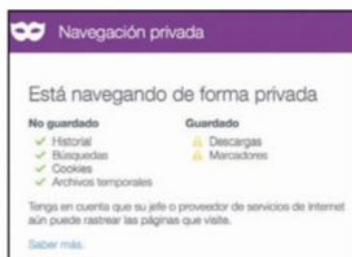 Navegación privada
Está navegando de forma privada
No guardado
Historial
Búsquedas
Cookies
Archivos temporales
Guardado
Descargas
Marcadores
Tenga en cuenta que su jefe o proveedor de servicios de Internet
aún puede rastrear las páginas que visite.
Saber más.